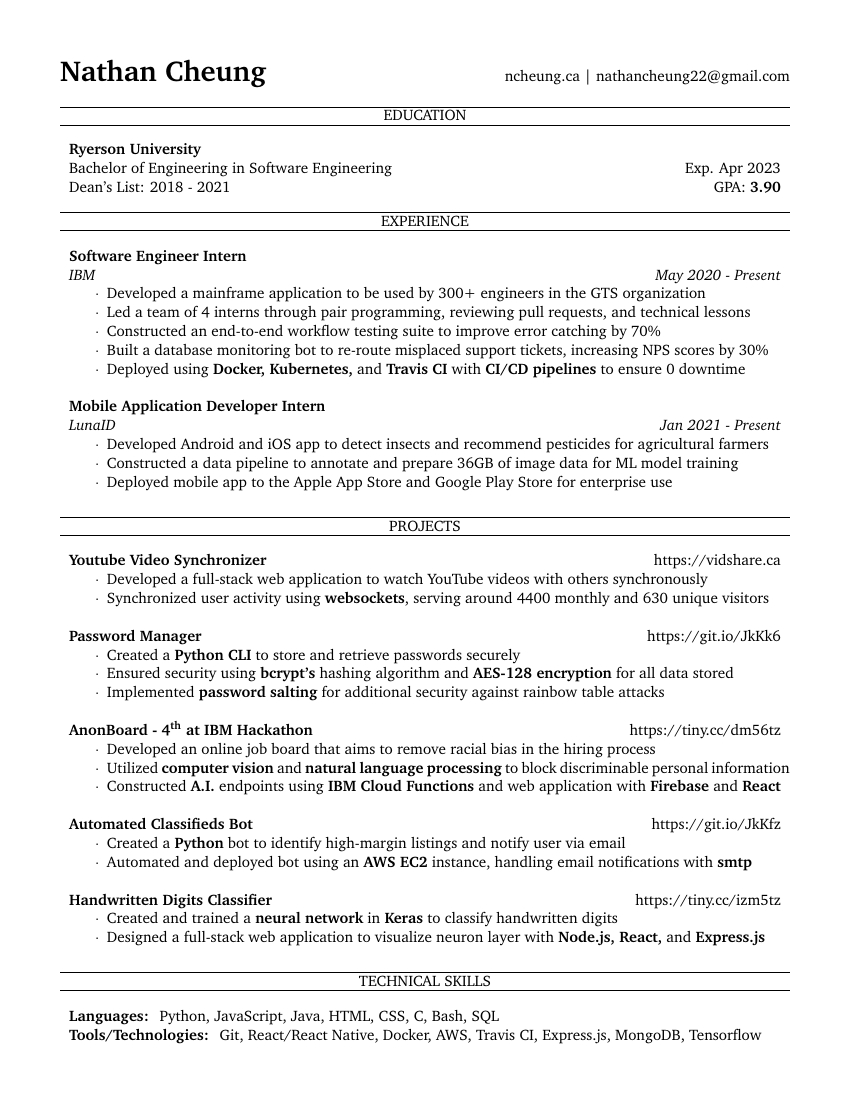 Nathan Cheung
ncheung.ca | nathancheung22@gmail.com
EDUCATION
Ryerson University
Bachelor of Engineering in Software Engineering Exp. Apr 2023
Dean's List: 2018 - 2021 GPA: 3.90
EXPERIENCE
Software Engineer Intern
IBM May 2020 - Present
· Developed a mainframe application to be used by 300+ engineers in the GTS organization
· Led a team of 4 interns through pair programming, reviewing pull requests, and technical lessons
· Constructed an end-to-end workflow testing suite to improve error catching by 70%
· Built a database monitoring bot to re-route misplaced support tickets, increasing NPS scores by 30%
· Deployed using Docker, Kubernetes, and Travis CI with CI/CD pipelines to ensure 0 downtime
Mobile Application Developer Intern
LunaID Jan 2021 - Present
· Developed Android and iOS app to detect insects and recommend pesticides for agricultural farmers
· Constructed a data pipeline to annotate and prepare 36GB of image data for ML model training
· Deployed mobile app to the Apple App Store and Google Play Store for enterprise use
PROJECTS
Youtube Video Synchronizer https://vidshare.ca
· Developed a full-stack web application to watch YouTube videos with others synchronously
· Synchronized user activity using websockets, serving around 4400 monthly and 630 unique visitors
Password Manager https://git.io/JkKk6
· Created a Python CLI to store and retrieve passwords securely
· Ensured security using bcrypt's hashing algorithm and AES-128 encryption for all data stored
· Implemented password salting for additional security against rainbow table attacks
AnonBoard - 4th at IBM Hackathon https://tiny.cc/dm56tz
· Developed an online job board that aims to remove racial bias in the hiring process
· Utilized computer vision and natural language processing to block discriminable personal information
· Constructed A.I. endpoints using IBM Cloud Functions and web application with Firebase and React
Automated Classifieds Bot https://git.io/JkKfz
· Created a Python bot to identify high-margin listings and notify user via email
· Automated and deployed bot using an AWS EC2 instance, handling email notifications with smtp
Handwritten Digits Classifier https://tiny.cc/izm5tz
· Created and trained a neural network in Keras to classify handwritten digits
· Designed a full-stack web application to visualize neuron layer with Node.js, React, and Express.js
TECHNICAL SKILLS
Languages: Python, JavaScript, Java, HTML, CSS, C, Bash, SQL
Tools/Technologies: Git, React/React Native, Docker, AWS, Travis CI, Express.js, MongoDB, Tensorflow